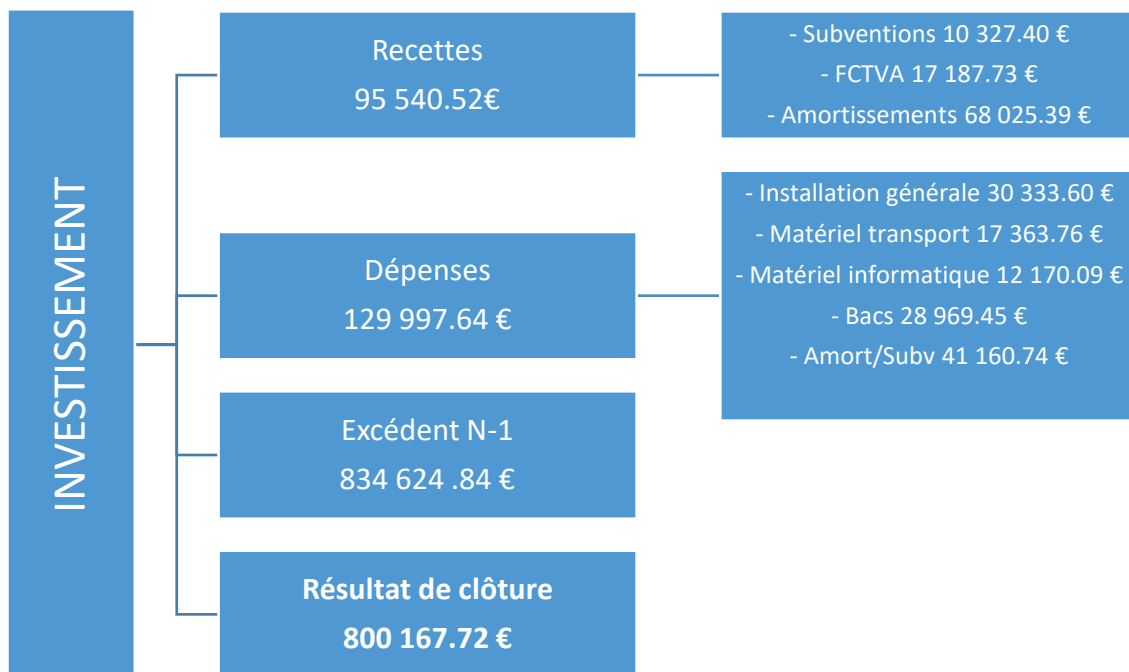 INVESTISSEMENT
Recettes
95 540.52€
- Subventions 10 327.40 €
- FCTVA 17 187.73 €
- Amortissements 68 025.39 €
Dépenses
129 997.64 €
- Installation générale 30 333.60 €
- Matériel transport 17 363.76 €
- Matériel informatique 12 170.09 €
- Bacs 28 969.45 €
- Amort/Subv 41 160.74 €
Excédent N-1
834 624 .84 €
Résultat de clôture
800 167.72 €